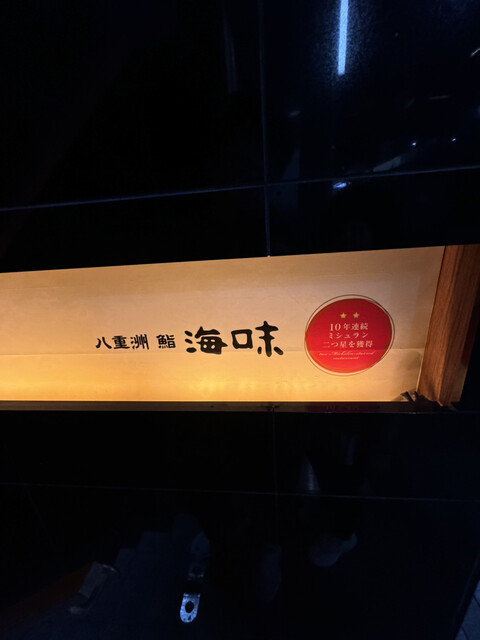 八重洲 鮨 海味
★★
10年連続
ミシュラン
二つ星を獲得